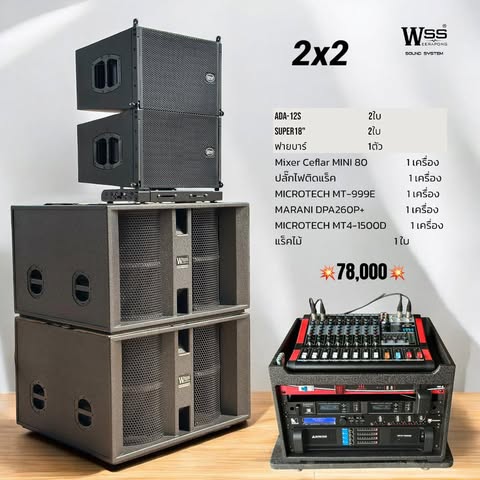 2x2
WSS®
WEERAPONG
SOUND SYSTEM
ADA-12S 2ใบ
SUPER18" 2ใบ
ฟายบาร์ 1ตัว
Mixer Ceflar MINI 80 1 เครื่อง
ปลั๊กไฟติดแร็ค 1 เครื่อง
MICROTECH MT-999E 1 เครื่อง
MARANI DPA260P+ 1 เครื่อง
MICROTECH MT4-1500D 1 เครื่อง
แร็คไม้ 1 ใบ
💥78,000💥
WSS
WSS